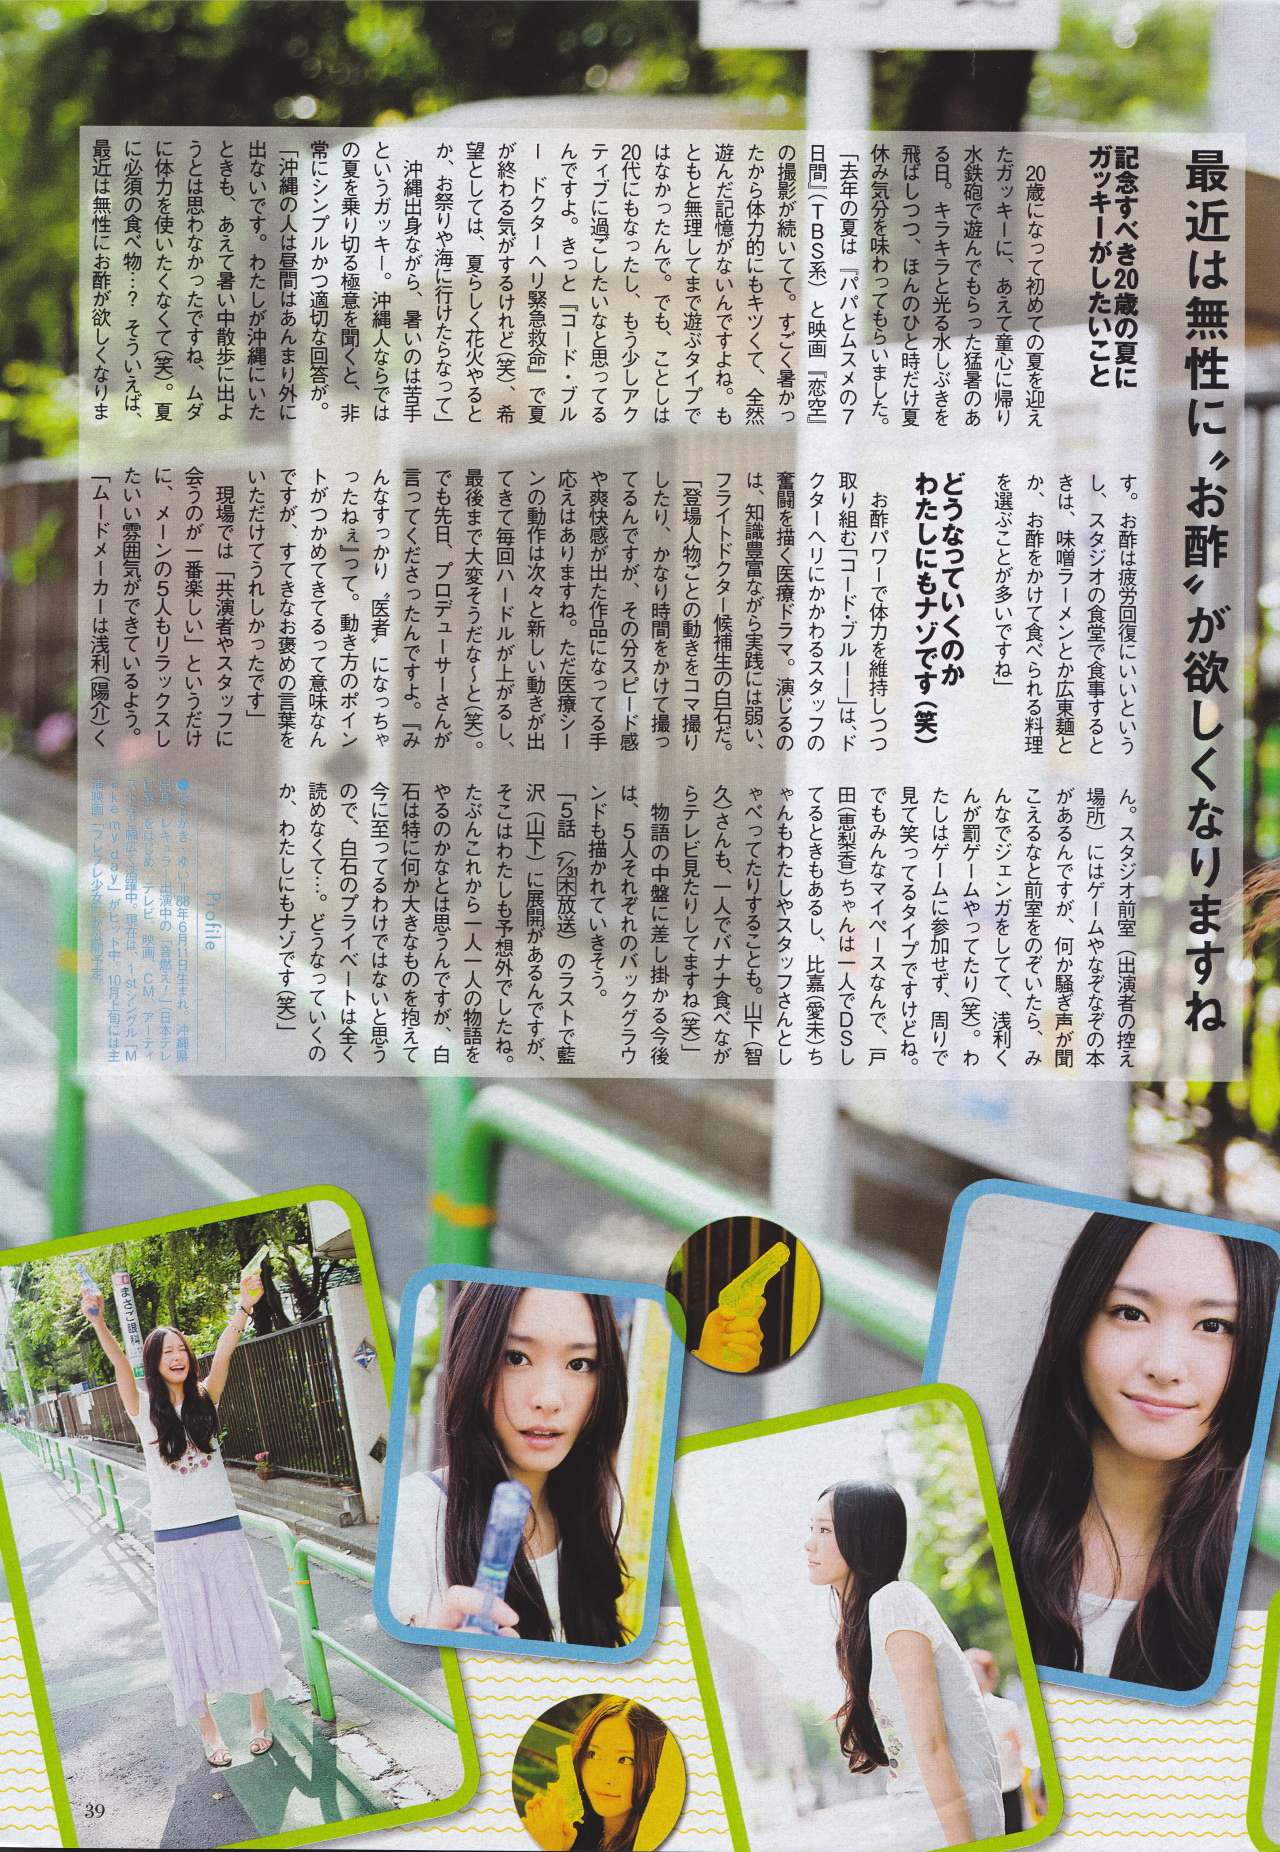 最近は無性に〝お酢〟が欲しくなりますね
記念すべき20歳の夏に
ガッキーがしたいこと
20歳になって初めての夏を迎え
たガッキーに、あえて童心に帰り
水鉄砲で遊んでもらった猛暑のあ
る日。キラキラと光る水しぶきを
飛ばしつつ、ほんのひと時だけ夏
休み気分を味わってもらいました。
「去年の夏は『パパとムスメの7
日間』(TBS系)と映画『恋空』
の撮影が続いてて。すごく暑かっ
たから体力的にもキツくて、全然
遊んだ記憶がないんですよね。も
ともと無理してまで遊ぶタイプで
はなかったんで。でも、ことしは
20代にもなったし、もう少しアク
ティブに過ごしたいなと思ってる
んですよ。きっと『コード・ブル
ー ドクターヘリ緊急救命』で夏
が終わる気がするけれど(笑)、希
望としては、夏らしく花火やると
か、お祭りや海に行けたらなって」
沖縄出身ながら、暑いのは苦手
というガッキー。沖縄人ならでは
の夏を乗り切る極意を聞くと、非
常にシンプルかつ適切な回答が。
「沖縄の人は昼間はあんまり外に
出ないです。わたしが沖縄にいた
ときも、あえて暑い中散歩に出よ
うとは思わなかったですね、ムダ
に体力を使いたくなくて(笑)。夏
に必須の食べ物…? そういえば、
最近は無性にお酢が欲しくなりま
す。お酢は疲労回復にいいという
し、スタジオの食堂で食事すると
きは、味噌ラーメンとか広東麺と
か、お酢をかけて食べられる料理
を選ぶことが多いですね」
どうなっていくのか
わたしにもナゾです(笑)
お酢パワーで体力を維持しつつ
取り組む「コード・ブルー―」は、ド
クターヘリにかかわるスタッフの
奮闘を描く医療ドラマ。演じるの
は、知識豊富ながら実践には弱い、
フライトドクター候補生の白石だ。
「登場人物ごとの動きをコマ撮り
したり、かなり時間をかけて撮っ
てるんですが、その分スピード感
や爽快感が出た作品になってる手
応えはありますね。ただ医療シー
ンの動作は次々と新しい動きが出
てきて毎回ハードルが上がるし、
最後まで大変そうだな～と(笑)。
でも先日、プロデューサーさんが
言ってくださったんですよ。『み
んなすっかり〝医者〟になっちゃ
ったねぇ』って。動き方のポイン
トがつかめてきてるって意味なん
ですが、すてきなお褒めの言葉を
いただけてうれしかったです」
現場では「共演者やスタッフに
会うのが一番楽しい」というだけ
に、メーンの5人もリラックスし
たいい雰囲気ができているよう。
「ムードメーカーは浅利(陽介)く
ん。スタジオ前室(出演者の控え
場所)にはゲームやなぞなぞの本
があるんですが、何か騒ぎ声が聞
こえるなと前室をのぞいたら、み
んなでジェンガをしてて、浅利く
んが罰ゲームやってたり(笑)。わ
たしはゲームに参加せず、周りで
見て笑ってるタイプですけどね。
でもみんなマイペースなんで、戸
田(恵梨香)ちゃんは一人でDSし
てるときもあるし、比嘉(愛未)ち
ゃんもわたしやスタッフさんとし
ゃべってたりすることも。山下(智
久)さんも、一人でバナナ食べなが
らテレビ見たりしてますね(笑)」
物語の中盤に差し掛かる今後
は、5人それぞれのバックグラウ
ンドも描かれていきそう。
「5話(7/31木放送)のラストで藍
沢(山下)に展開があるんですが、
そこはわたしも予想外でしたね。
たぶんこれから一人一人の物語を
やるのかなとは思うんですが、白
石は特に何か大きなものを抱えて
今に至ってるわけではないと思う
ので、白石のプライベートは全く
読めなくて…。どうなっていくの
か、わたしにもナゾです(笑)」
Profile
●あらがき・ゆい＝88年6月11日生まれ。沖縄県
出身。レギュラー出演中の「音燃え!」(日本テレ
ビ系)をはじめ、テレビ、映画、CM、アーティ
ストなど幅広く活躍中。現在は、1stシングル「M
ake my day」がヒット中。10月上旬には主
演映画「フレフレ少女」が公開予定。
まさご眼科
39